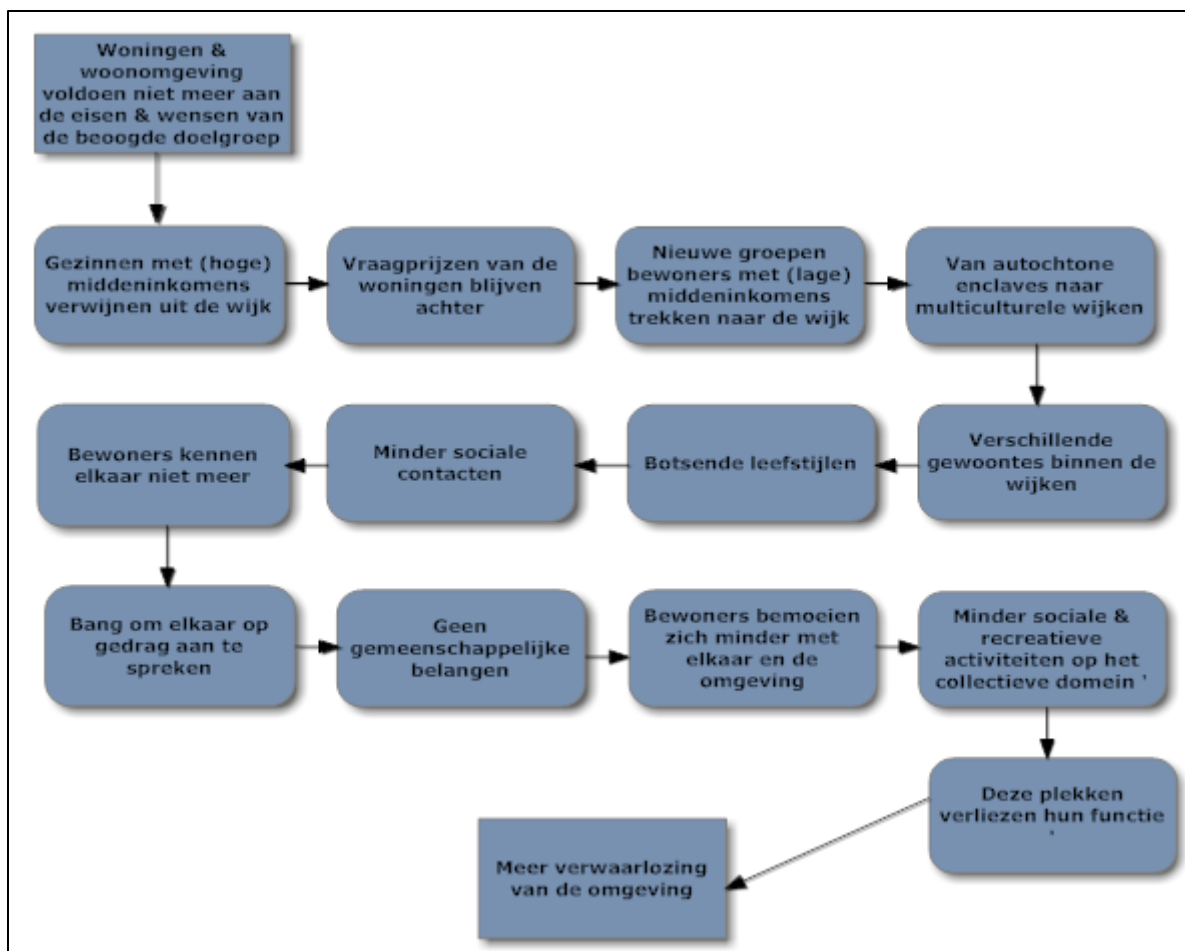 Woningen &
woonomgeving
voldoen niet meer aan
de eisen & wensen van
de beoogde doelgroep
Gezinnen met (hoge)
middeninkomens
verwijnen uit de wijk
Vraagprijzen van de
woningen blijven
achter
Nieuwe groepen
bewoners met (lage)
middeninkomens
trekken naar de wijk
Van autochtone
enclaves naar
multiculturele wijken
Verschillende
gewoontes binnen de
wijken
Botsende leefstijlen
Minder sociale
contacten
Bewoners kennen
elkaar niet meer
Bang om elkaar op
gedrag aan te
spreken
Geen
gemeenschappelijke
belangen
Bewoners bemoeien
zich minder met
elkaar en de
omgeving
Minder sociale &
recreatieve
activiteiten op het
collectieve domein '
Deze plekken
verliezen hun functie
'
Meer verwaarlozing
van de omgeving